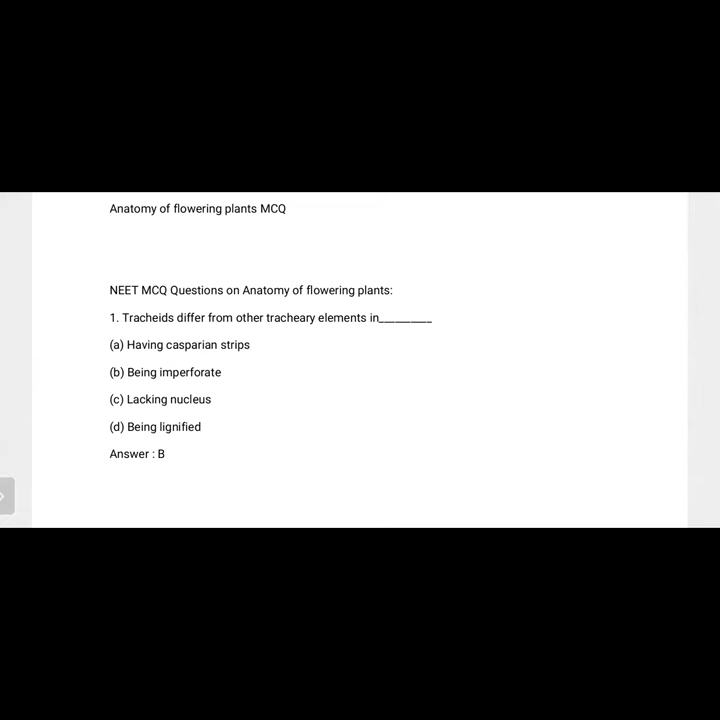 Anatomy of flowering plants MCQ
NEET MCQ Questions on Anatomy of flowering plants:
1. Tracheids differ from other tracheary elements in__________
(a) Having casparian strips
(b) Being imperforate
(c) Lacking nucleus
(d) Being lignified
Answer : B